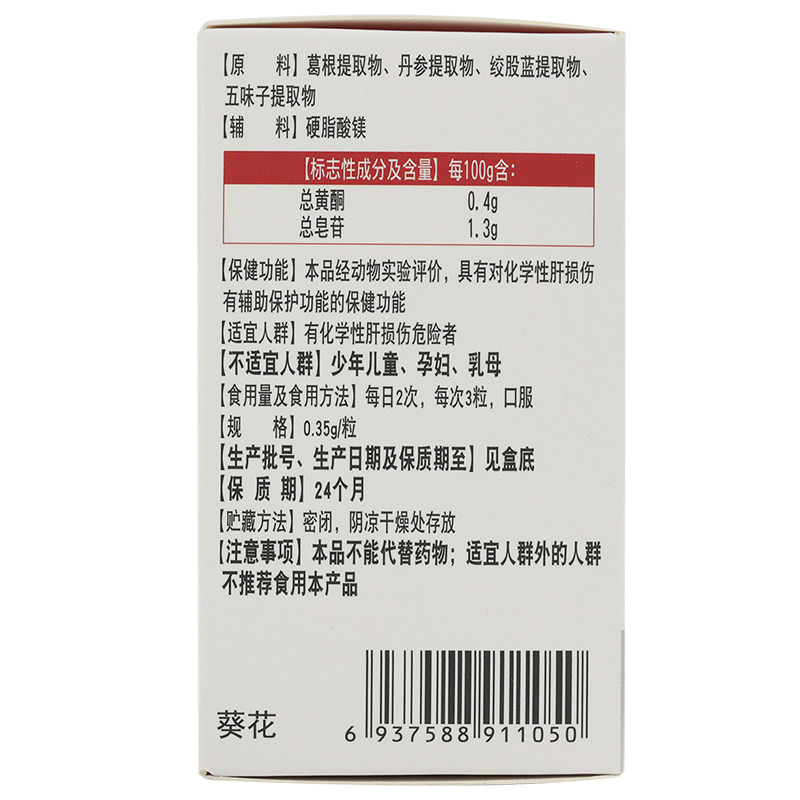 【原 料】葛根提取物、丹参提取物、绞股蓝提取物、
五味子提取物
【辅 料】硬脂酸镁
【标志性成分及含量】每100g含：
总黄酮 0.4g
总皂苷 1.3g
【保健功能】本品经动物实验评价，具有对化学性肝损伤
有辅助保护功能的保健功能
【适宜人群】有化学性肝损伤危险者
【不适宜人群】少年儿童、孕妇、乳母
【食用量及食用方法】每日2次，每次3粒，口服
【规 格】0.35g/粒
【生产批号、生产日期及保质期至】见盒底
【保 质 期】24个月
【贮藏方法】密闭，阴凉干燥处存放
【注意事项】本品不能代替药物；适宜人群外的人群
不推荐食用本产品
葵花
6 937588 911050